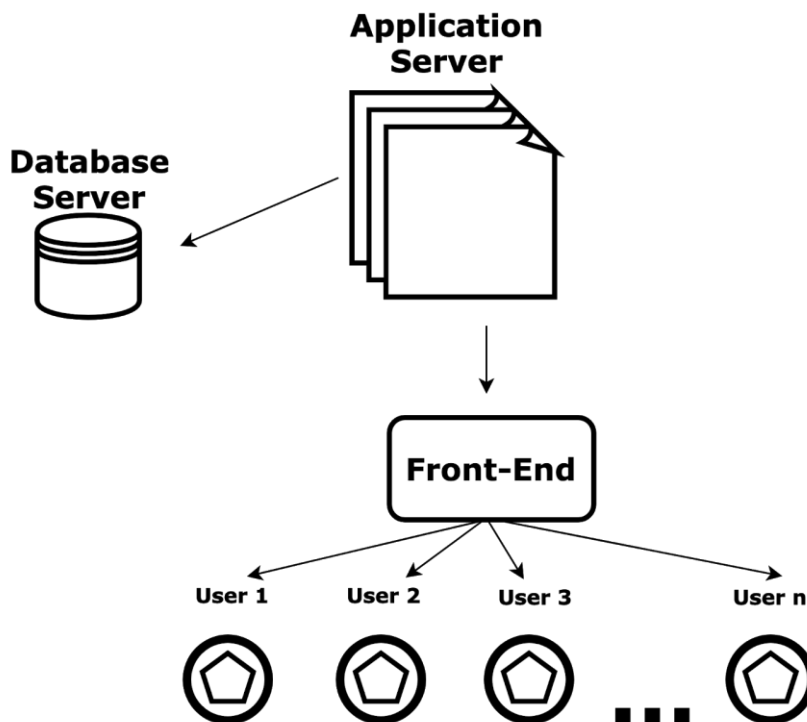 Application
Server
Database
Server
Front-End
User 1
User 2
User 3
User n